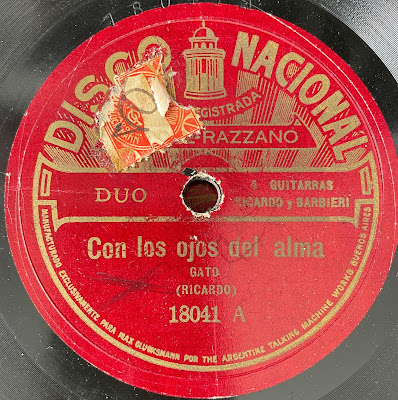 DISCO NACIONAL
REGISTRADA
RAZZANO
DUO
4 GUITARRAS
RICARDO y BARBIERI
Con los ojos del alma
GATO
(RICARDO)
18041 A
MANUFACTURADO EXCLUSIVAMENTE PARA MAX GLUCKSMANN POR THE ARGENTINE TALKING MACHINE WORKS BUENOS AIRES